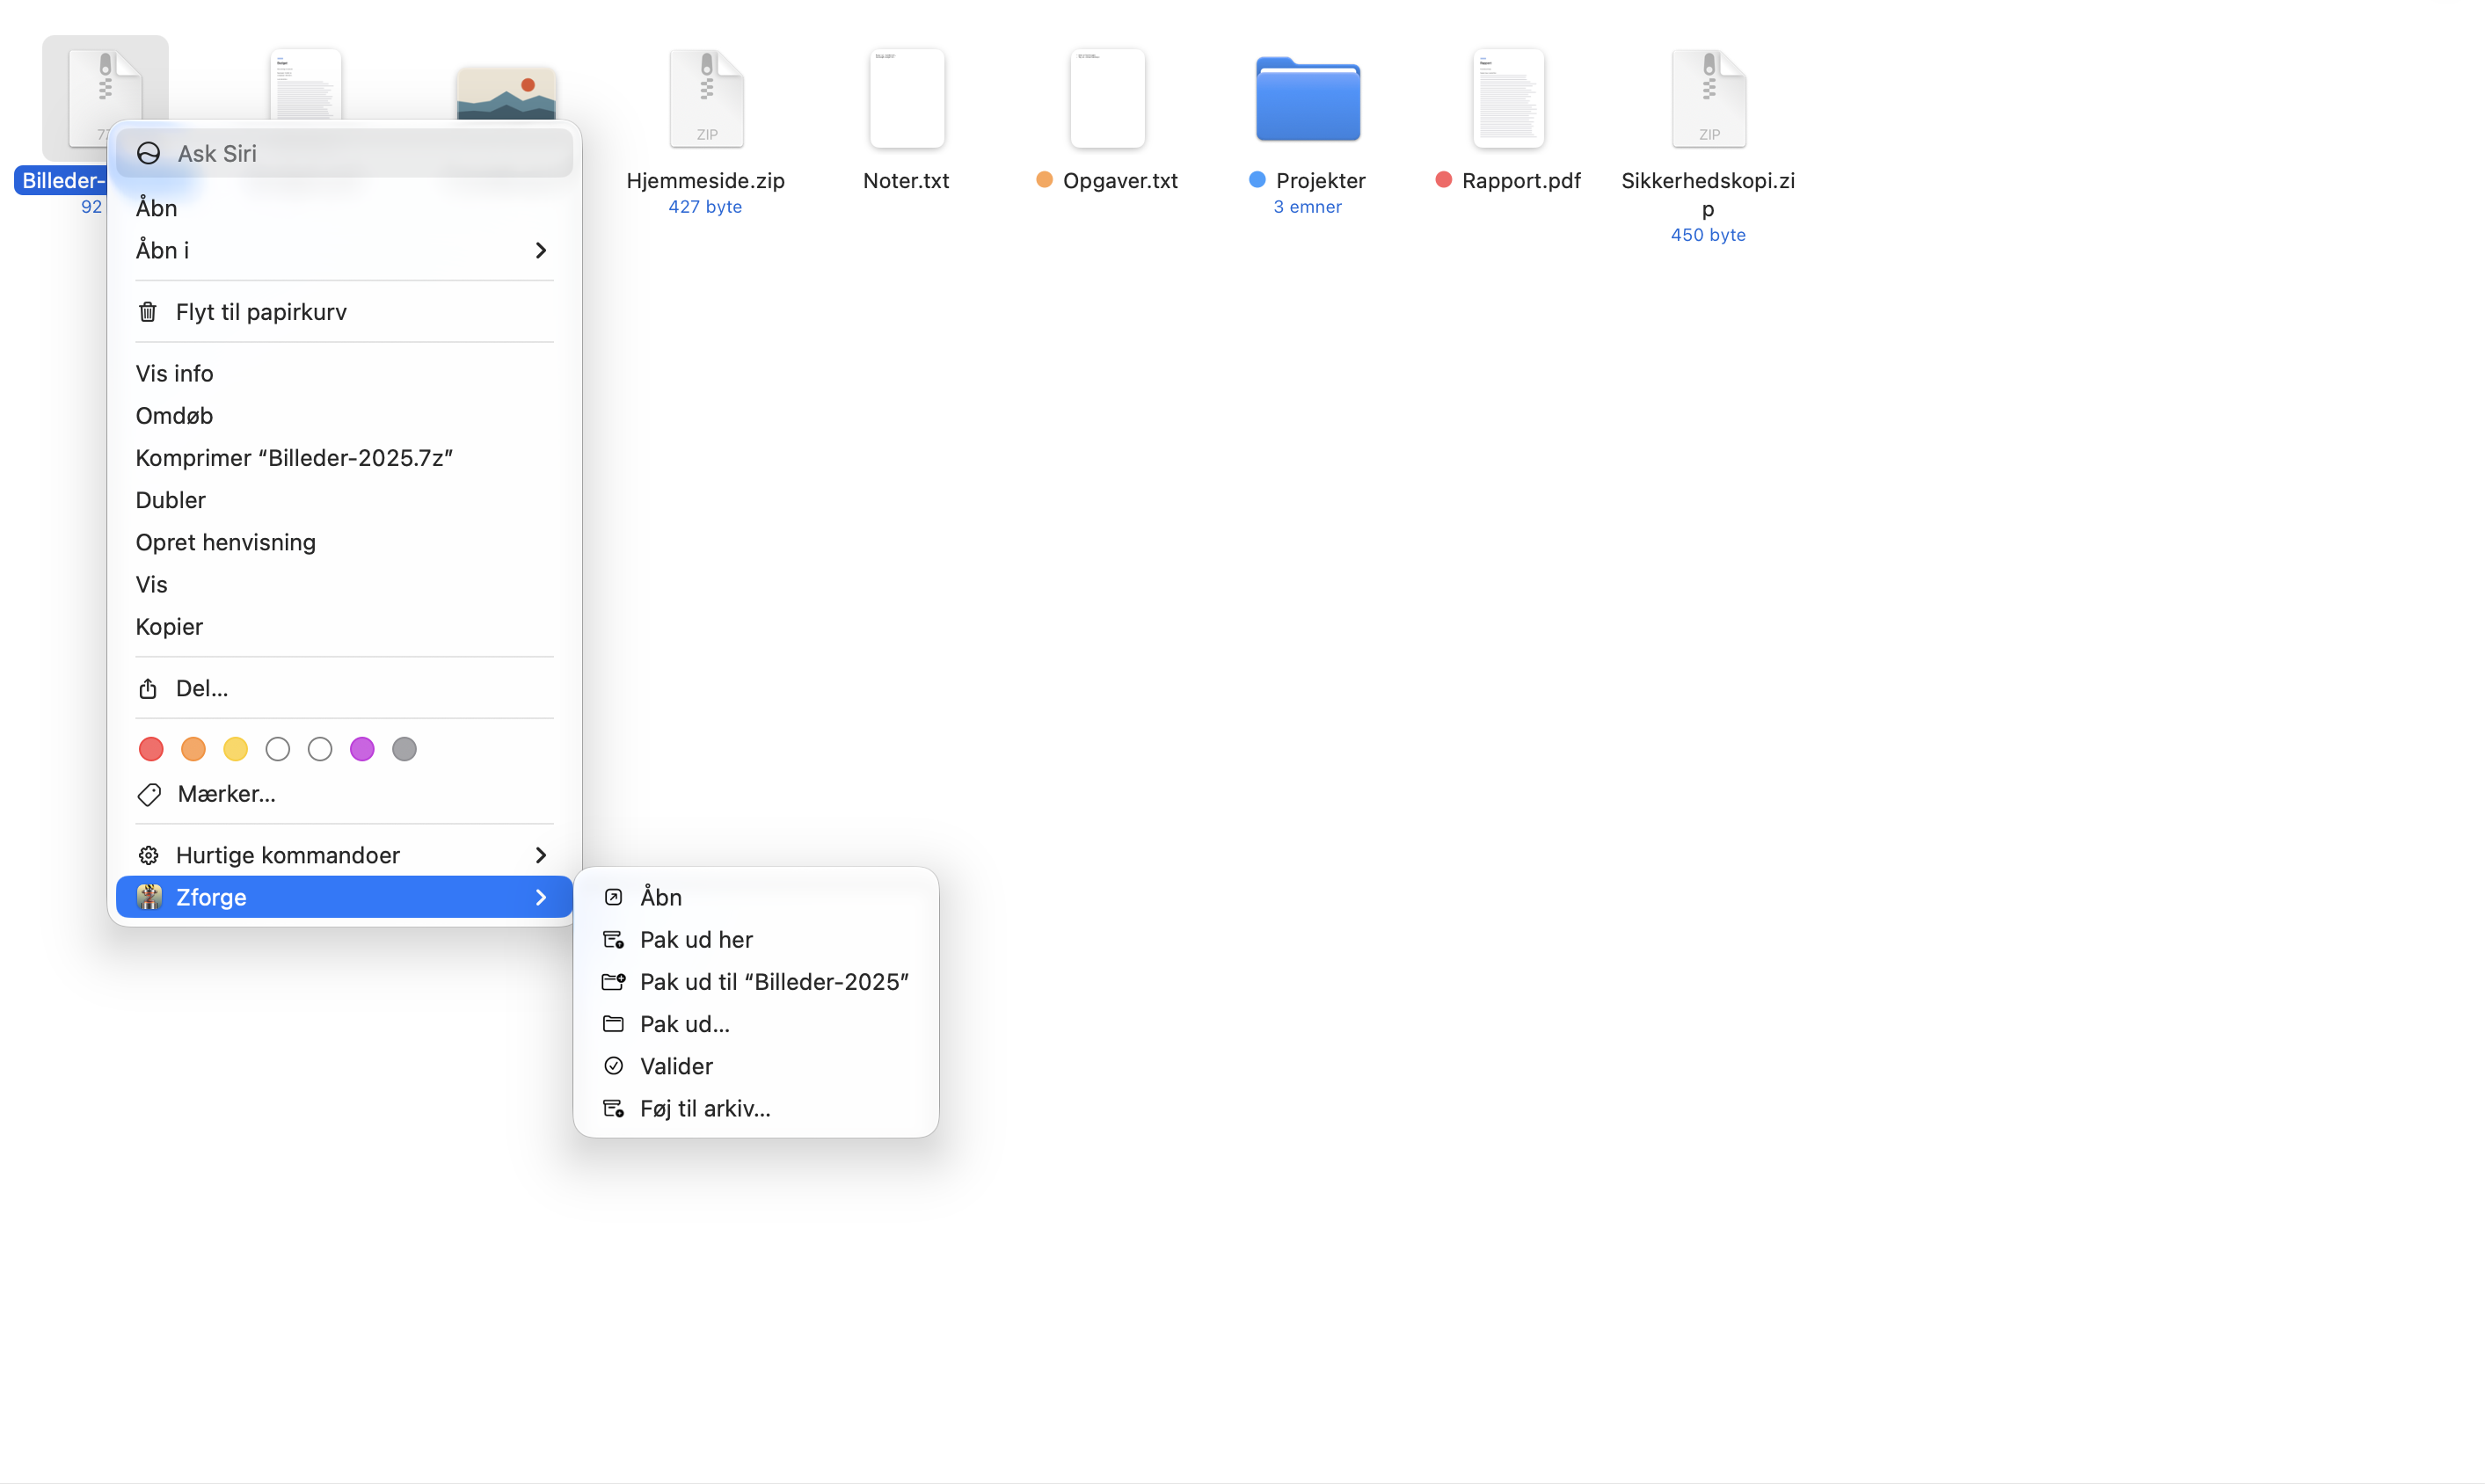 7
ZIP
ZIP
Billeder-
92
Hjemmeside.zip
427 byte
Noter.txt
Opgaver.txt
Projekter
3 emner
Rapport.pdf
Sikkerhedskopi.zi
p
450 byte
Ask Siri
Åbn
Åbn i
Flyt til papirkurv
Vis info
Omdøb
Komprimer “Billeder-2025.7z”
Dubler
Opret henvisning
Vis
Kopier
Del...
Mærker...
Hurtige kommandoer
Zforge
Åbn
Pak ud her
Pak ud til “Billeder-2025”
Pak ud...
Valider
Føj til arkiv...